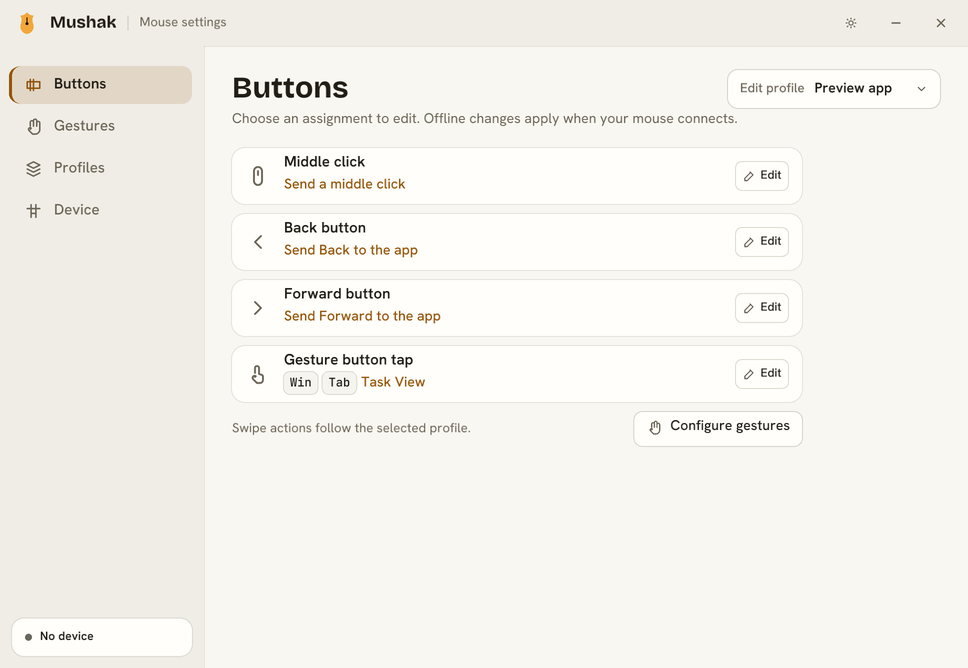 Mushak
Mouse settings
Buttons
Gestures
Profiles
Device
No device
Buttons
Choose an assignment to edit. Offline changes apply when your mouse connects.
Edit profile Preview app
Middle click
Send a middle click
Edit
Back button
Send Back to the app
Edit
Forward button
Send Forward to the app
Edit
Gesture button tap
Win Tab Task View
Edit
Swipe actions follow the selected profile.
Configure gestures